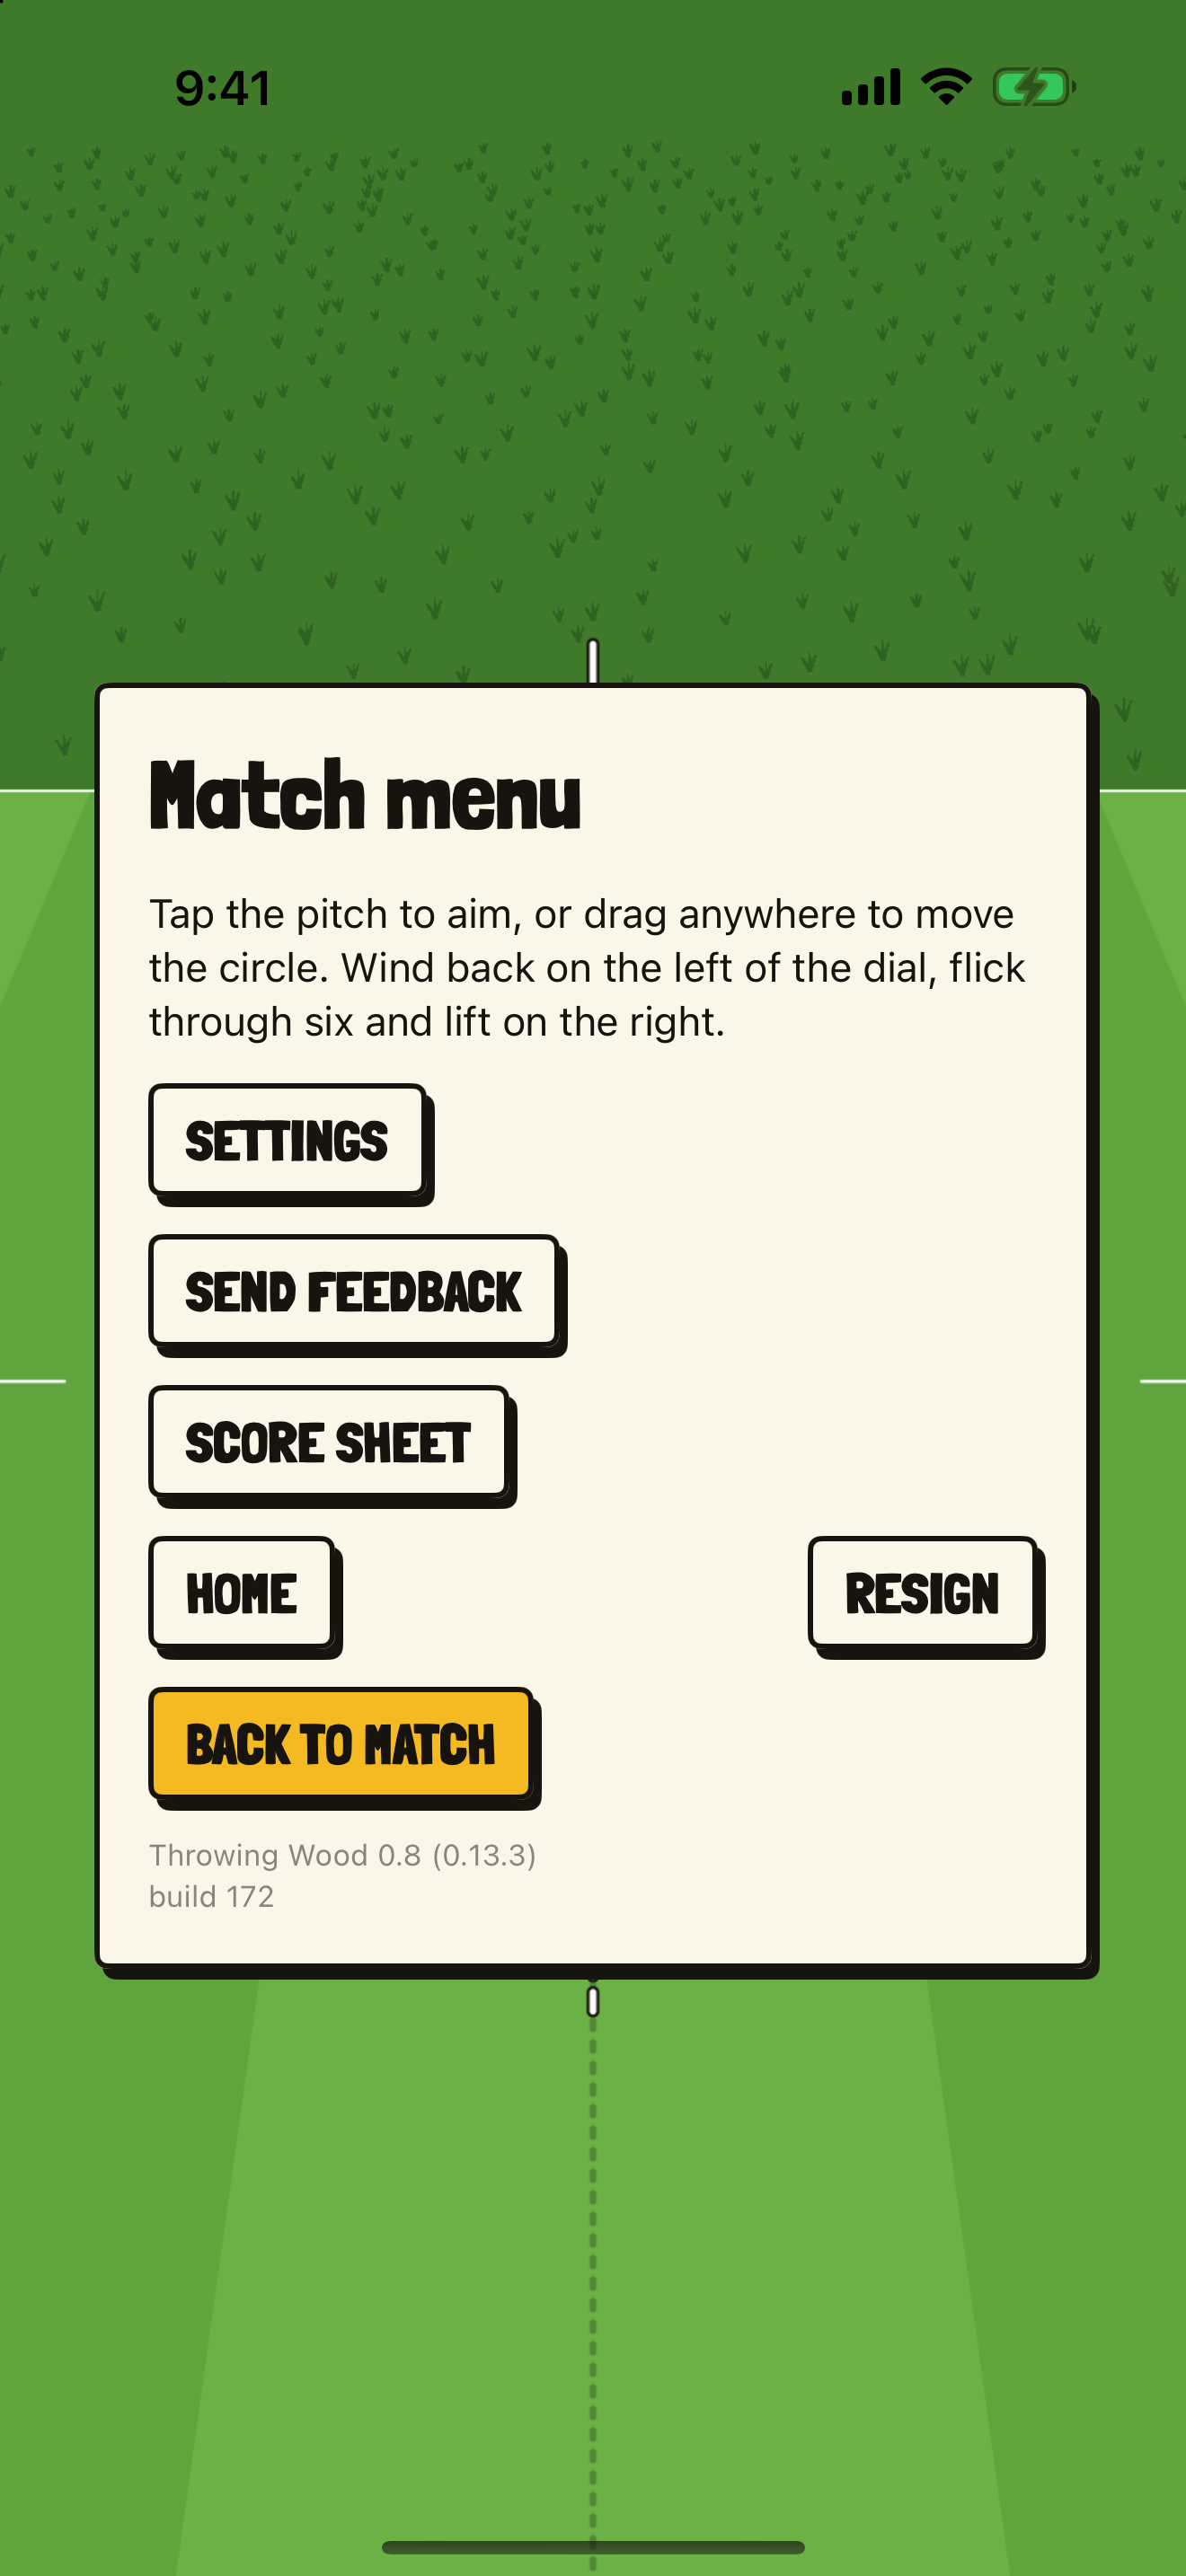 9:41
Match menu
Tap the pitch to aim, or drag anywhere to move
the circle. Wind back on the left of the dial, flick
through six and lift on the right.
SETTINGS
SEND FEEDBACK
SCORE SHEET
HOME
RESIGN
BACK TO MATCH
Throwing Wood 0.8 (0.13.3)
build 172